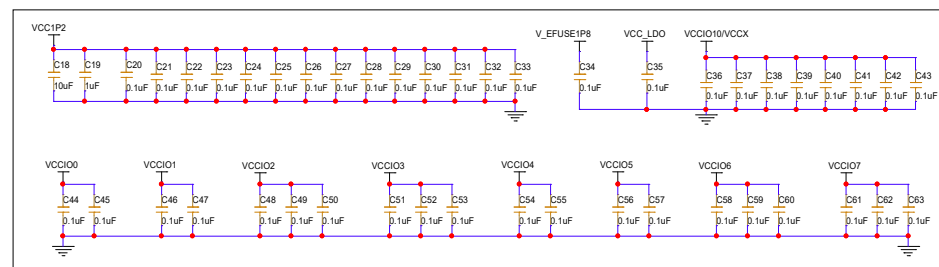 VCC1P2 V_EFUSE1P8 VCC_LDO VCCIO10/VCCX
C18 C19 C20 C21 C22 C23 C24 C25 C26 C27 C28 C29 C30 C31 C32 C33 C34 C35 C36 C37 C38 C39 C40 C41 C42 C43
10uF 1uF 0.1uF 0.1uF 0.1uF 0.1uF 0.1uF 0.1uF 0.1uF 0.1uF 0.1uF 0.1uF 0.1uF 0.1uF 0.1uF 0.1uF 0.1uF 0.1uF 0.1uF 0.1uF 0.1uF 0.1uF 0.1uF 0.1uF 0.1uF 0.1uF
VCCIO0 VCCIO1 VCCIO2 VCCIO3 VCCIO4 VCCIO5 VCCIO6 VCCIO7
C44 C45 C46 C47 C48 C49 C50 C51 C52 C53 C54 C55 C56 C57 C58 C59 C60 C61 C62 C63
0.1uF 0.1uF 0.1uF 0.1uF 0.1uF 0.1uF 0.1uF 0.1uF 0.1uF 0.1uF 0.1uF 0.1uF 0.1uF 0.1uF 0.1uF 0.1uF 0.1uF 0.1uF 0.1uF 0.1uF